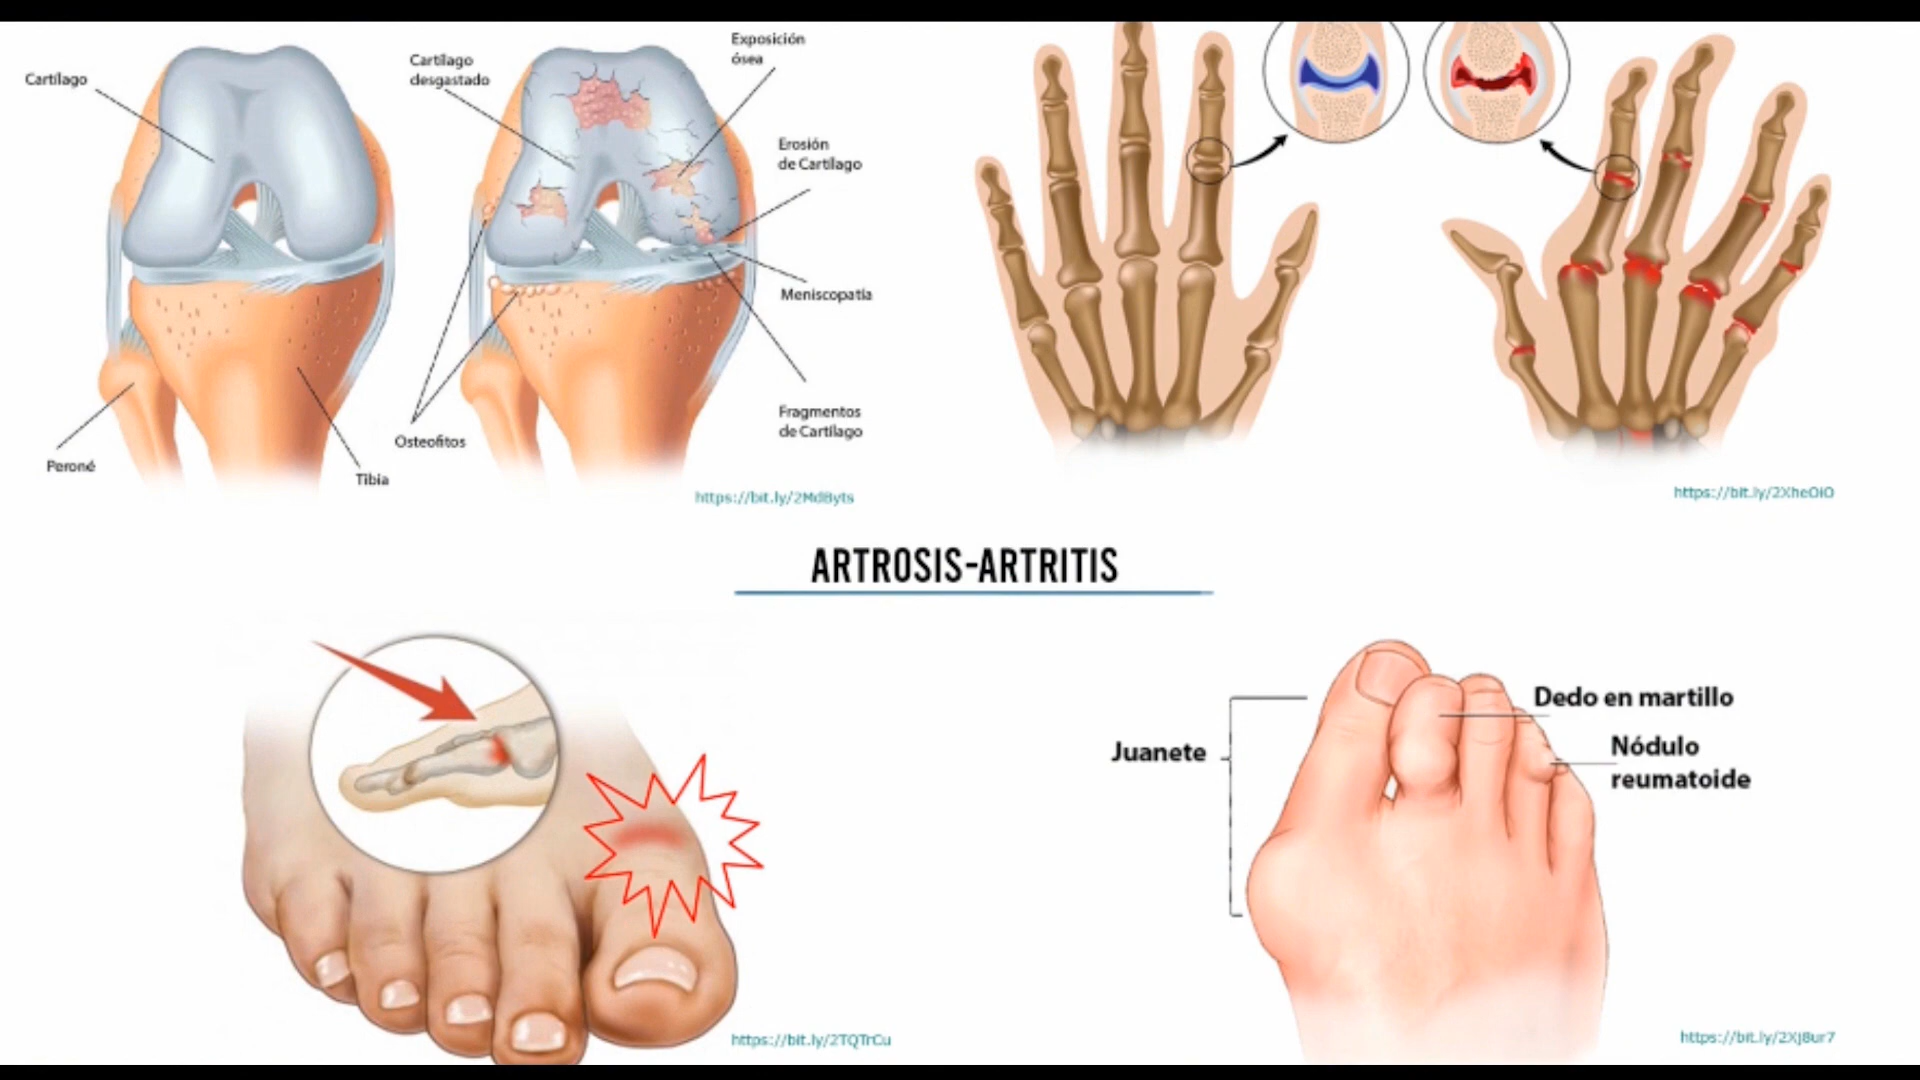 Cartílago
Cartílago
desgastado
Exposición
ósea
Erosión
de Cartílago
Meniscopatía
Fragmentos
de Cartílago
Osteofitos
Peroné
Tibia
https://bit.ly/2MdByts
https://bit.ly/2XheOiO
ARTROSIS-ARTRITIS
Juanete
Dedo en martillo
Nódulo
reumatoide
https://bit.ly/2TQTrCu
https://bit.ly/2Xj8ur7